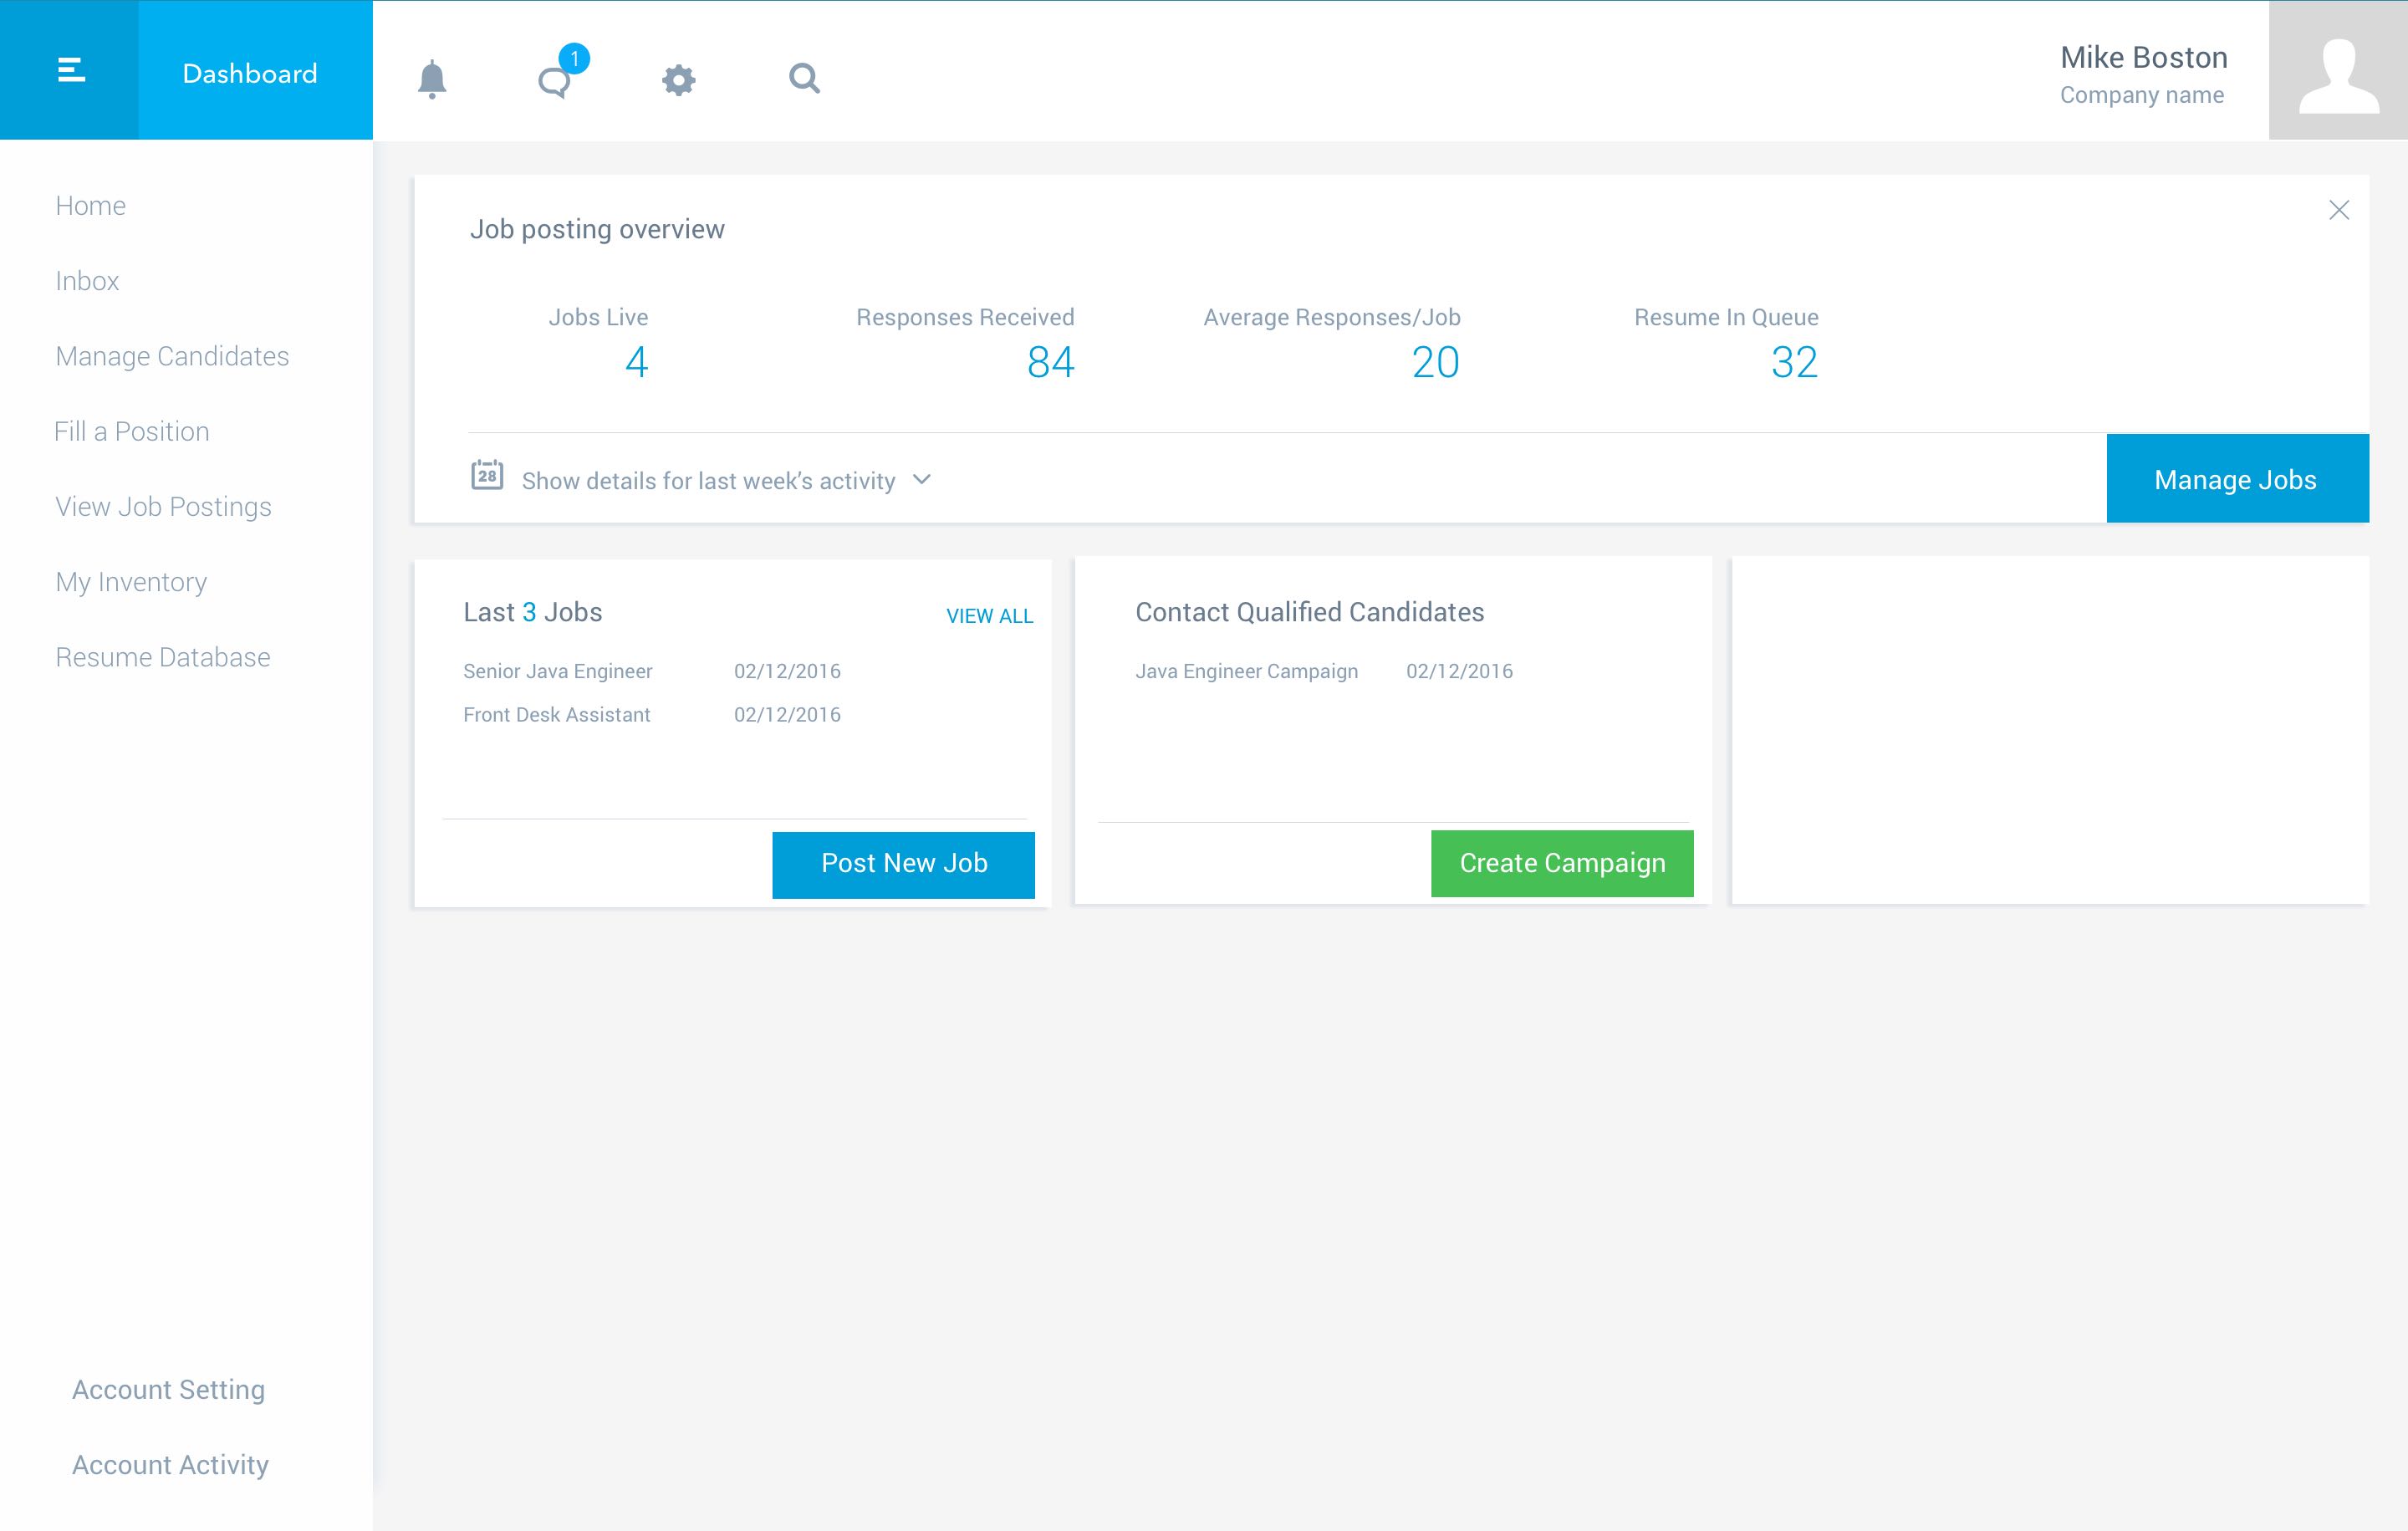 Dashboard
1
Mike Boston
Company name
Home
Inbox
Manage Candidates
Fill a Position
View Job Postings
My Inventory
Resume Database
Account Setting
Account Activity
Job posting overview
Jobs Live
4
Responses Received
84
Average Responses/Job
20
Resume In Queue
32
28
Show details for last week's activity
Manage Jobs
Last 3 Jobs
VIEW ALL
Senior Java Engineer 02/12/2016
Front Desk Assistant 02/12/2016
Post New Job
Contact Qualified Candidates
Java Engineer Campaign 02/12/2016
Create Campaign